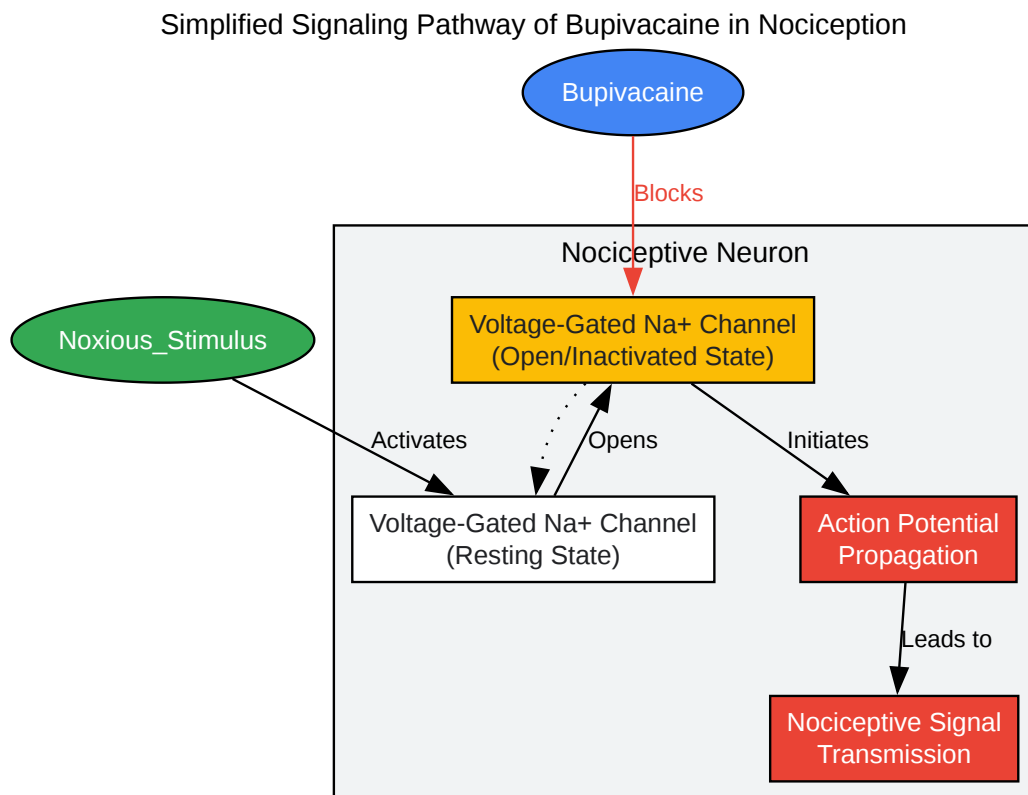 Simplified Signaling Pathway of Bupivacaine in Nociception
Bupivacaine
Blocks
Nociceptive Neuron
Noxious_Stimulus
Voltage-Gated Na+ Channel
(Open/Inactivated State)
Activates
Opens
Initiates
Voltage-Gated Na+ Channel
(Resting State)
Action Potential
Propagation
Leads to
Nociceptive Signal
Transmission